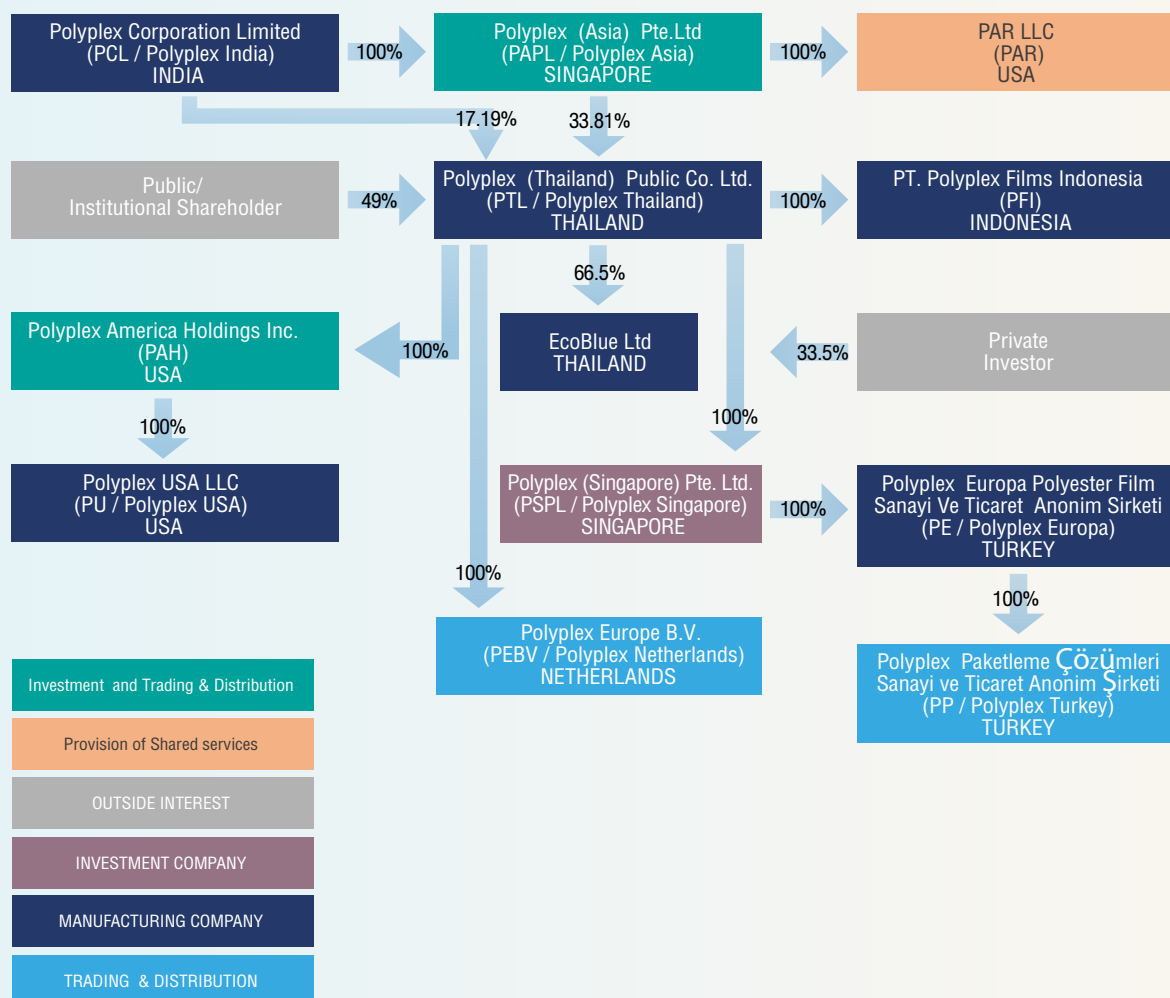 Polyplex Corporation Limited
(PCL / Polyplex India)
INDIA
100%
Polyplex (Asia) Pte.Ltd
(PAPL / Polyplex Asia)
SINGAPORE
100%
PAR LLC
(PAR)
USA
17.19%
33.81%
Public/
Institutional Shareholder
49%
Polyplex (Thailand) Public Co. Ltd.
(PTL / Polyplex Thailand)
THAILAND
100%
PT. Polyplex Films Indonesia
(PFI)
INDONESIA
66.5%
Polyplex America Holdings Inc.
(PAH)
USA
100%
EcoBlue Ltd
THAILAND
33.5%
Private
Investor
100%
100%
Polyplex USA LLC
(PU / Polyplex USA)
USA
Polyplex (Singapore) Pte. Ltd.
(PSPL / Polyplex Singapore)
SINGAPORE
100%
Polyplex Europa Polyester Film
Sanayi Ve Ticaret Anonim Sirketi
(PE / Polyplex Europa)
TURKEY
100%
100%
Polyplex Europe B.V.
(PEBV / Polyplex Netherlands)
NETHERLANDS
Polyplex Paketleme Çözümleri
Sanayi ve Ticaret Anonim Şirketi
(PP / Polyplex Turkey)
TURKEY
Investment and Trading & Distribution
Provision of Shared services
OUTSIDE INTEREST
INVESTMENT COMPANY
MANUFACTURING COMPANY
TRADING & DISTRIBUTION